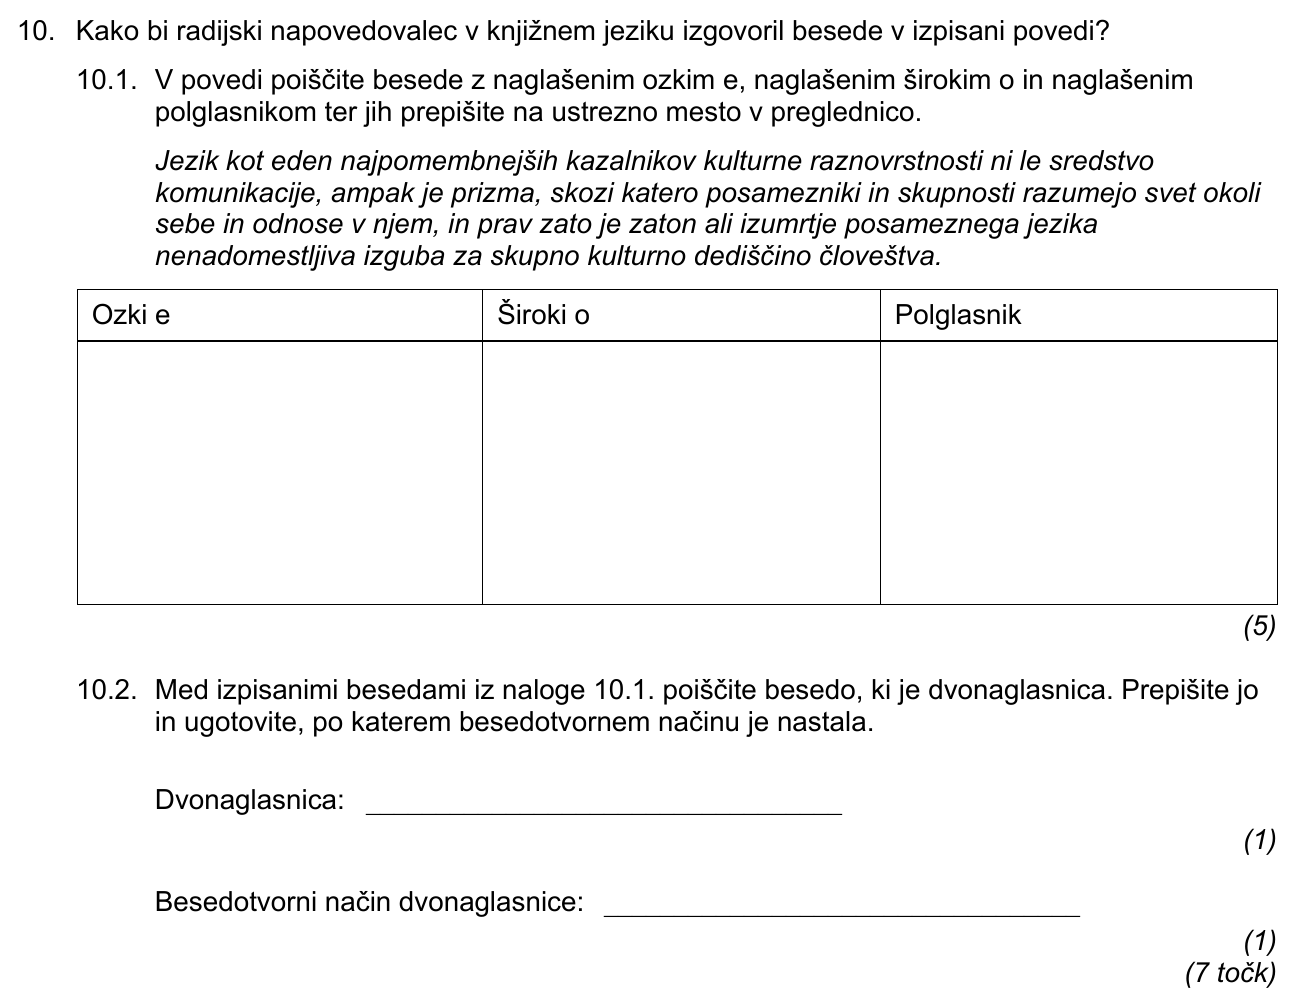 10. Kako bi radijski napovedovalec v knjižnem jeziku izgovoril besede v izpisani povedi?
10.1. V povedi poiščite besede z naglašenim ozkim e, naglašenim širokim o in naglašenim
polglasnikom ter jih prepišite na ustrezno mesto v preglednico.
Jezik kot eden najpomembnejših kazalnikov kulturne raznovrstnosti ni le sredstvo
komunikacije, ampak je prizma, skozi katero posamezniki in skupnosti razumejo svet okoli
sebe in odnose v njem, in prav zato je zaton ali izumrtje posameznega jezika
nenadomestljiva izguba za skupno kulturno dediščino človeštva.
Ozki e Široki o Polglasnik
(5)
10.2. Med izpisanimi besedami iz naloge 10.1. poiščite besedo, ki je dvonaglasnica. Prepišite jo
in ugotovite, po katerem besedotvornem načinu je nastala.
Dvonaglasnica:
(1)
Besedotvorni način dvonaglasnice:
(1)
(7 točk)